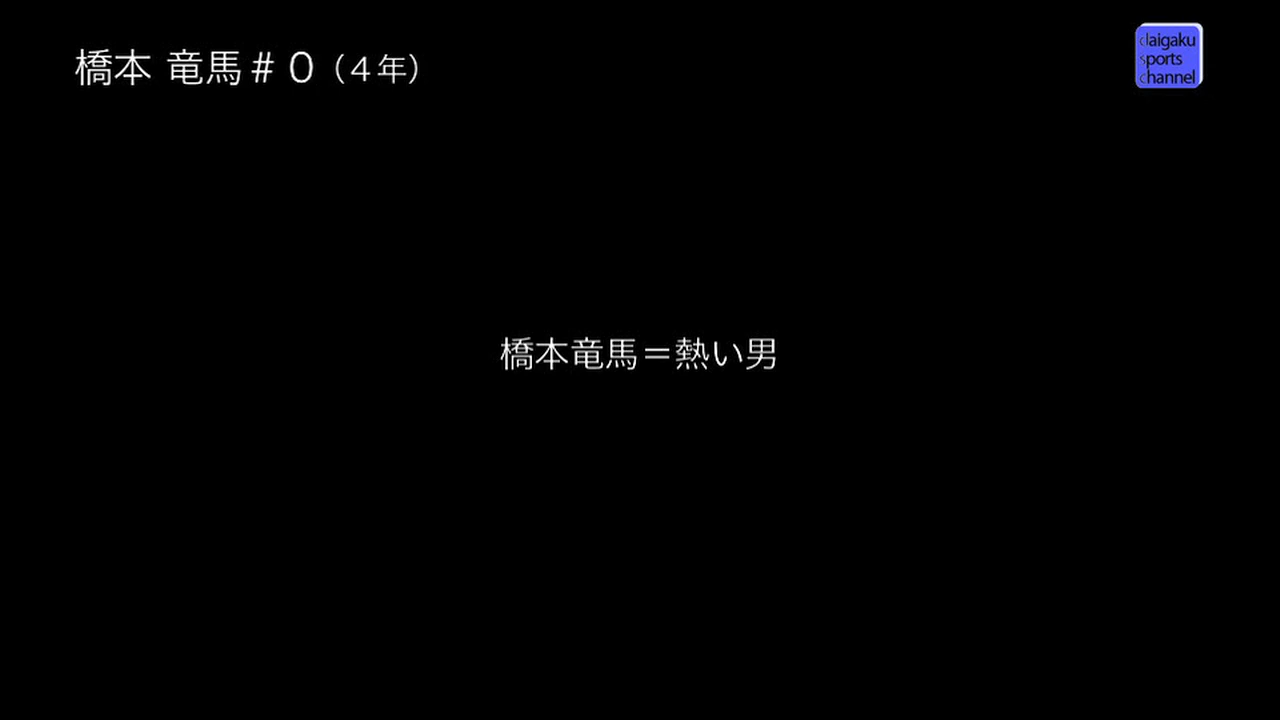 橋本 竜馬＃０（４年）
daigaku
sports
channel
橋本竜馬＝熱い男